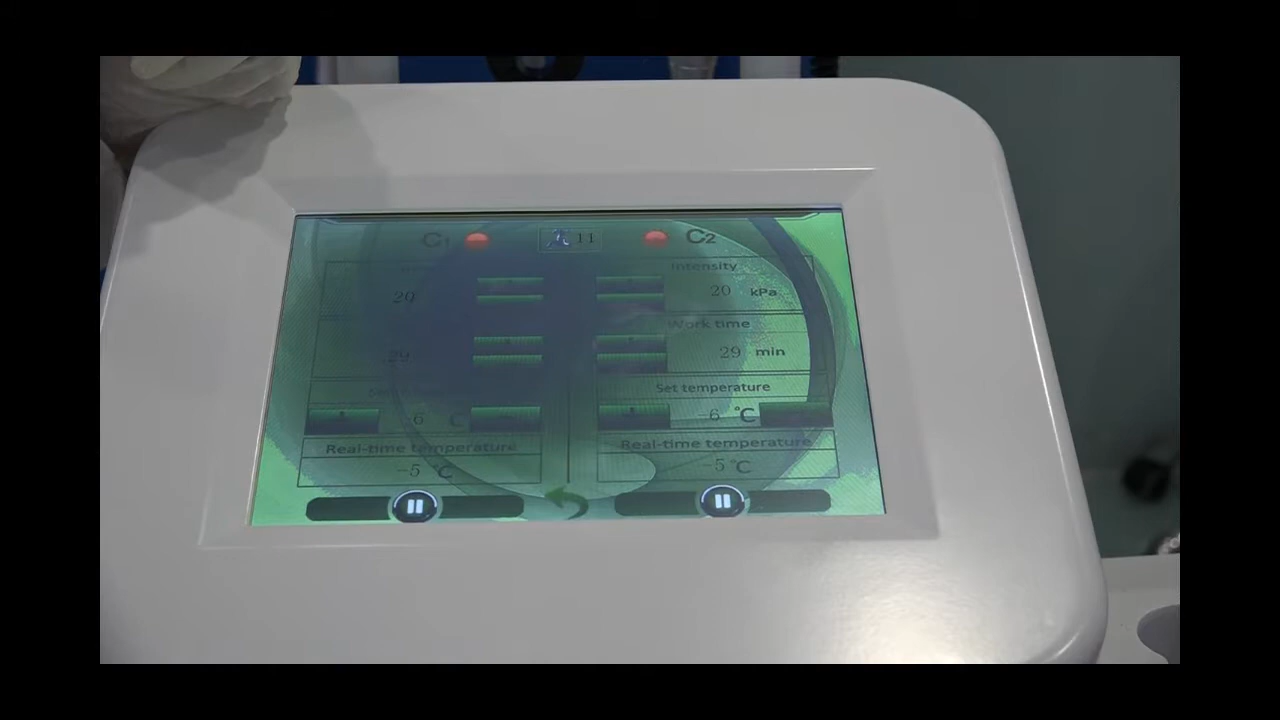 C1 11 C2
Intensity
20 20 kPa
Work time
29 29 min
Set temperature
-6 °C -6 °C
Real-time temperature Real-time temperature
-5 °C -5 °C